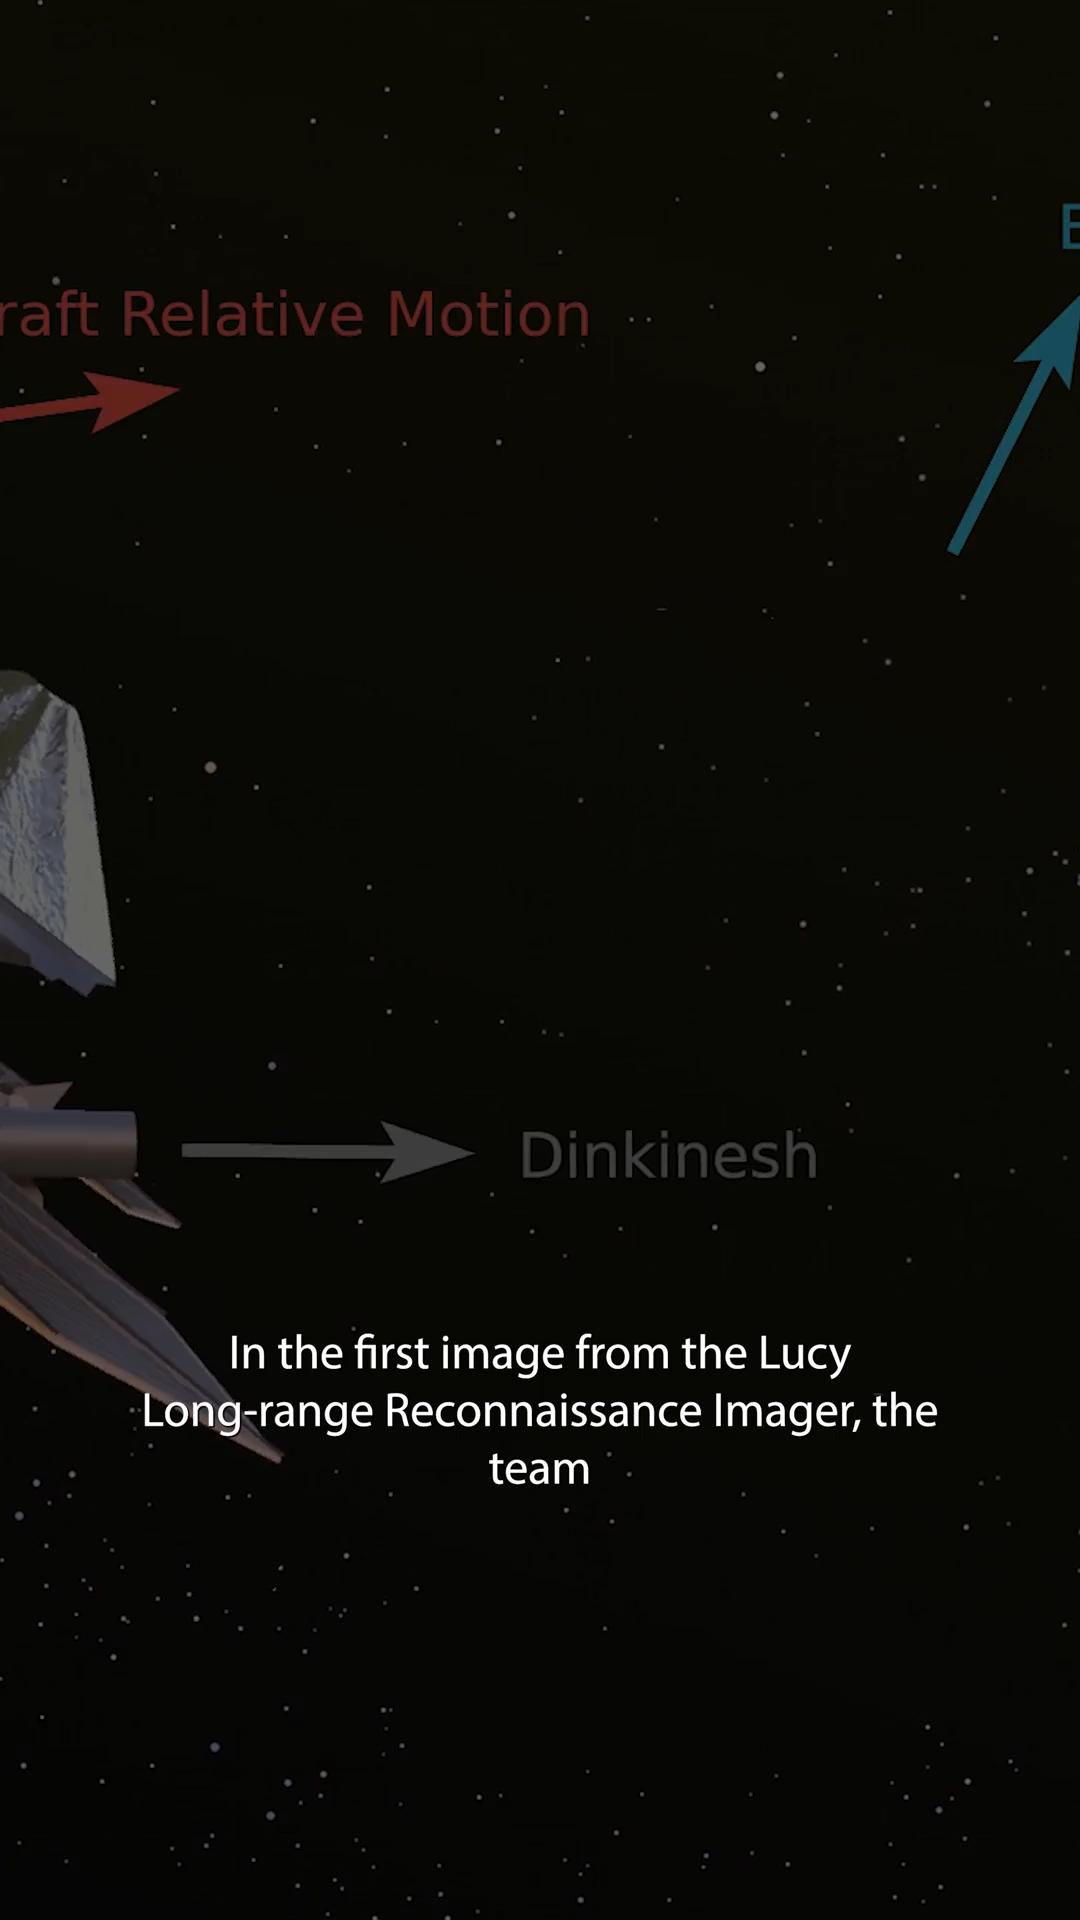 raft Relative Motion
Dinkinesh
In the first image from the Lucy
Long-range Reconnaissance Imager, the
team